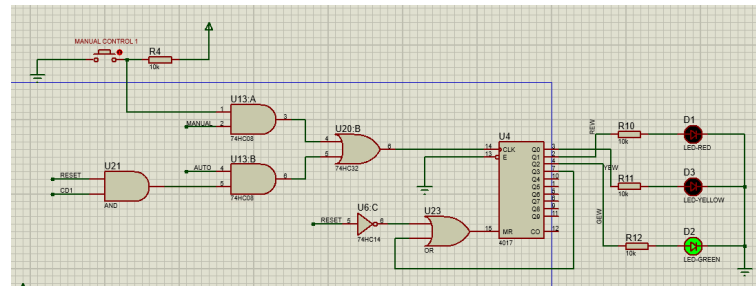 MANUAL CONTROL 1
R4
10k
U13:A
1
2
3
MANUAL
74HC08
U20:B
4
5
6
74HC32
U21
RESET
CD1
AND
U13:B
AUTO
4
5
6
74HC08
U6:C
RESET
5
6
74HC14
U23
OR
U4
14
13
15
CLK
E
MR
Q0
Q1
Q2
Q3
Q4
Q5
Q6
Q7
Q8
Q9
CO
3
2
4
7
10
1
5
6
9
11
12
4017
REW
YEW
GEW
R10
10k
R11
10k
R12
10k
D1
LED-RED
D3
LED-YELLOW
D2
LED-GREEN